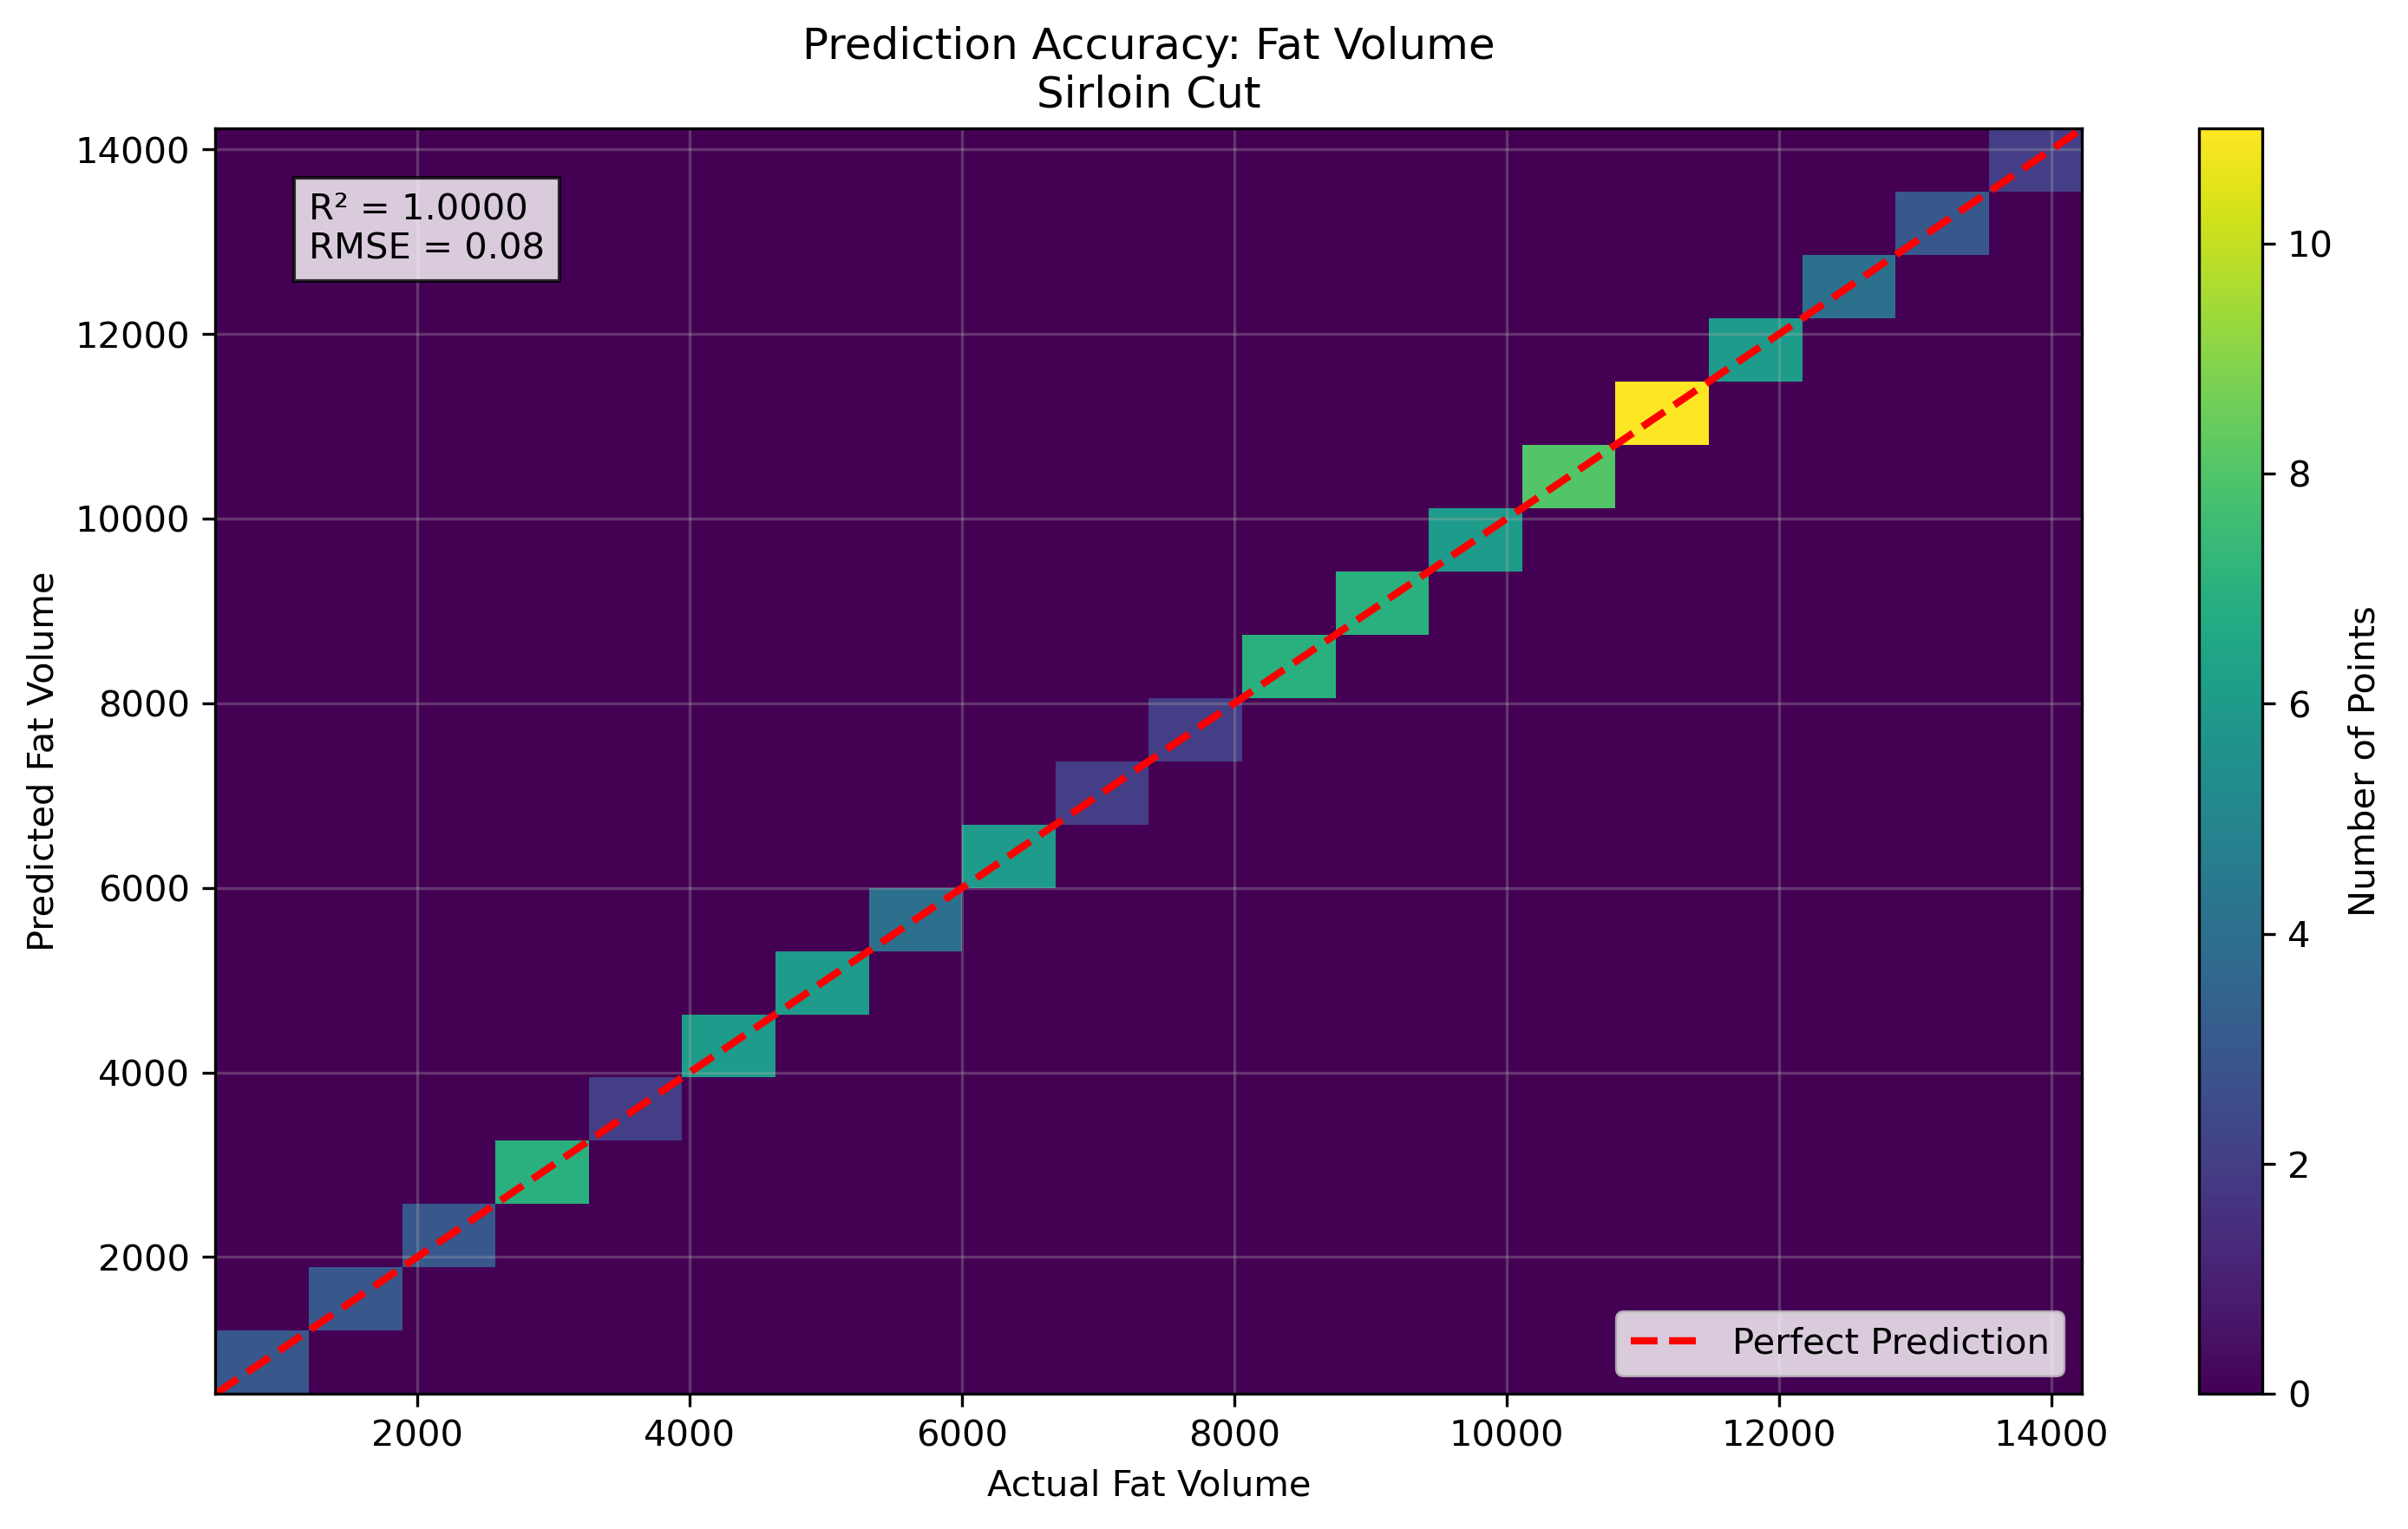 Prediction Accuracy: Fat Volume
Sirloin Cut
R² = 1.0000
RMSE = 0.08
14000
12000
10000
8000
6000
4000
2000
Predicted Fat Volume
2000
4000
6000
8000
10000
12000
14000
Actual Fat Volume
Perfect Prediction
10
8
6
4
2
0
Number of Points